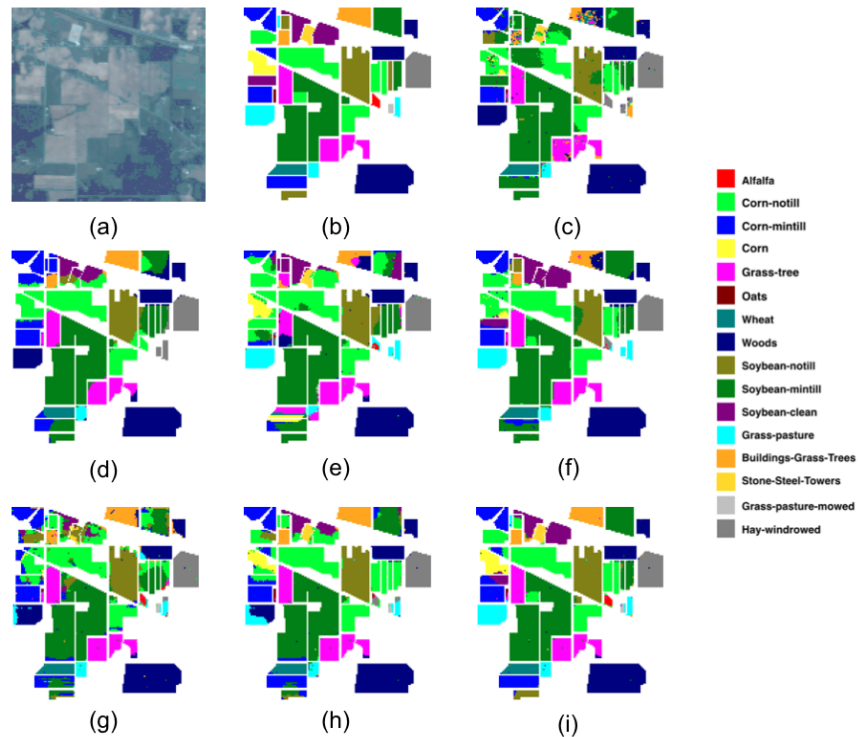 (a)
(b)
(c)
(d)
(e)
(f)
(g)
(h)
(i)
Alfalfa
Corn-notill
Corn-mintill
Corn
Grass-tree
Oats
Wheat
Woods
Soybean-notill
Soybean-mintill
Soybean-clean
Grass-pasture
Buildings-Grass-Trees
Stone-Steel-Towers
Grass-pasture-mowed
Hay-windrowed